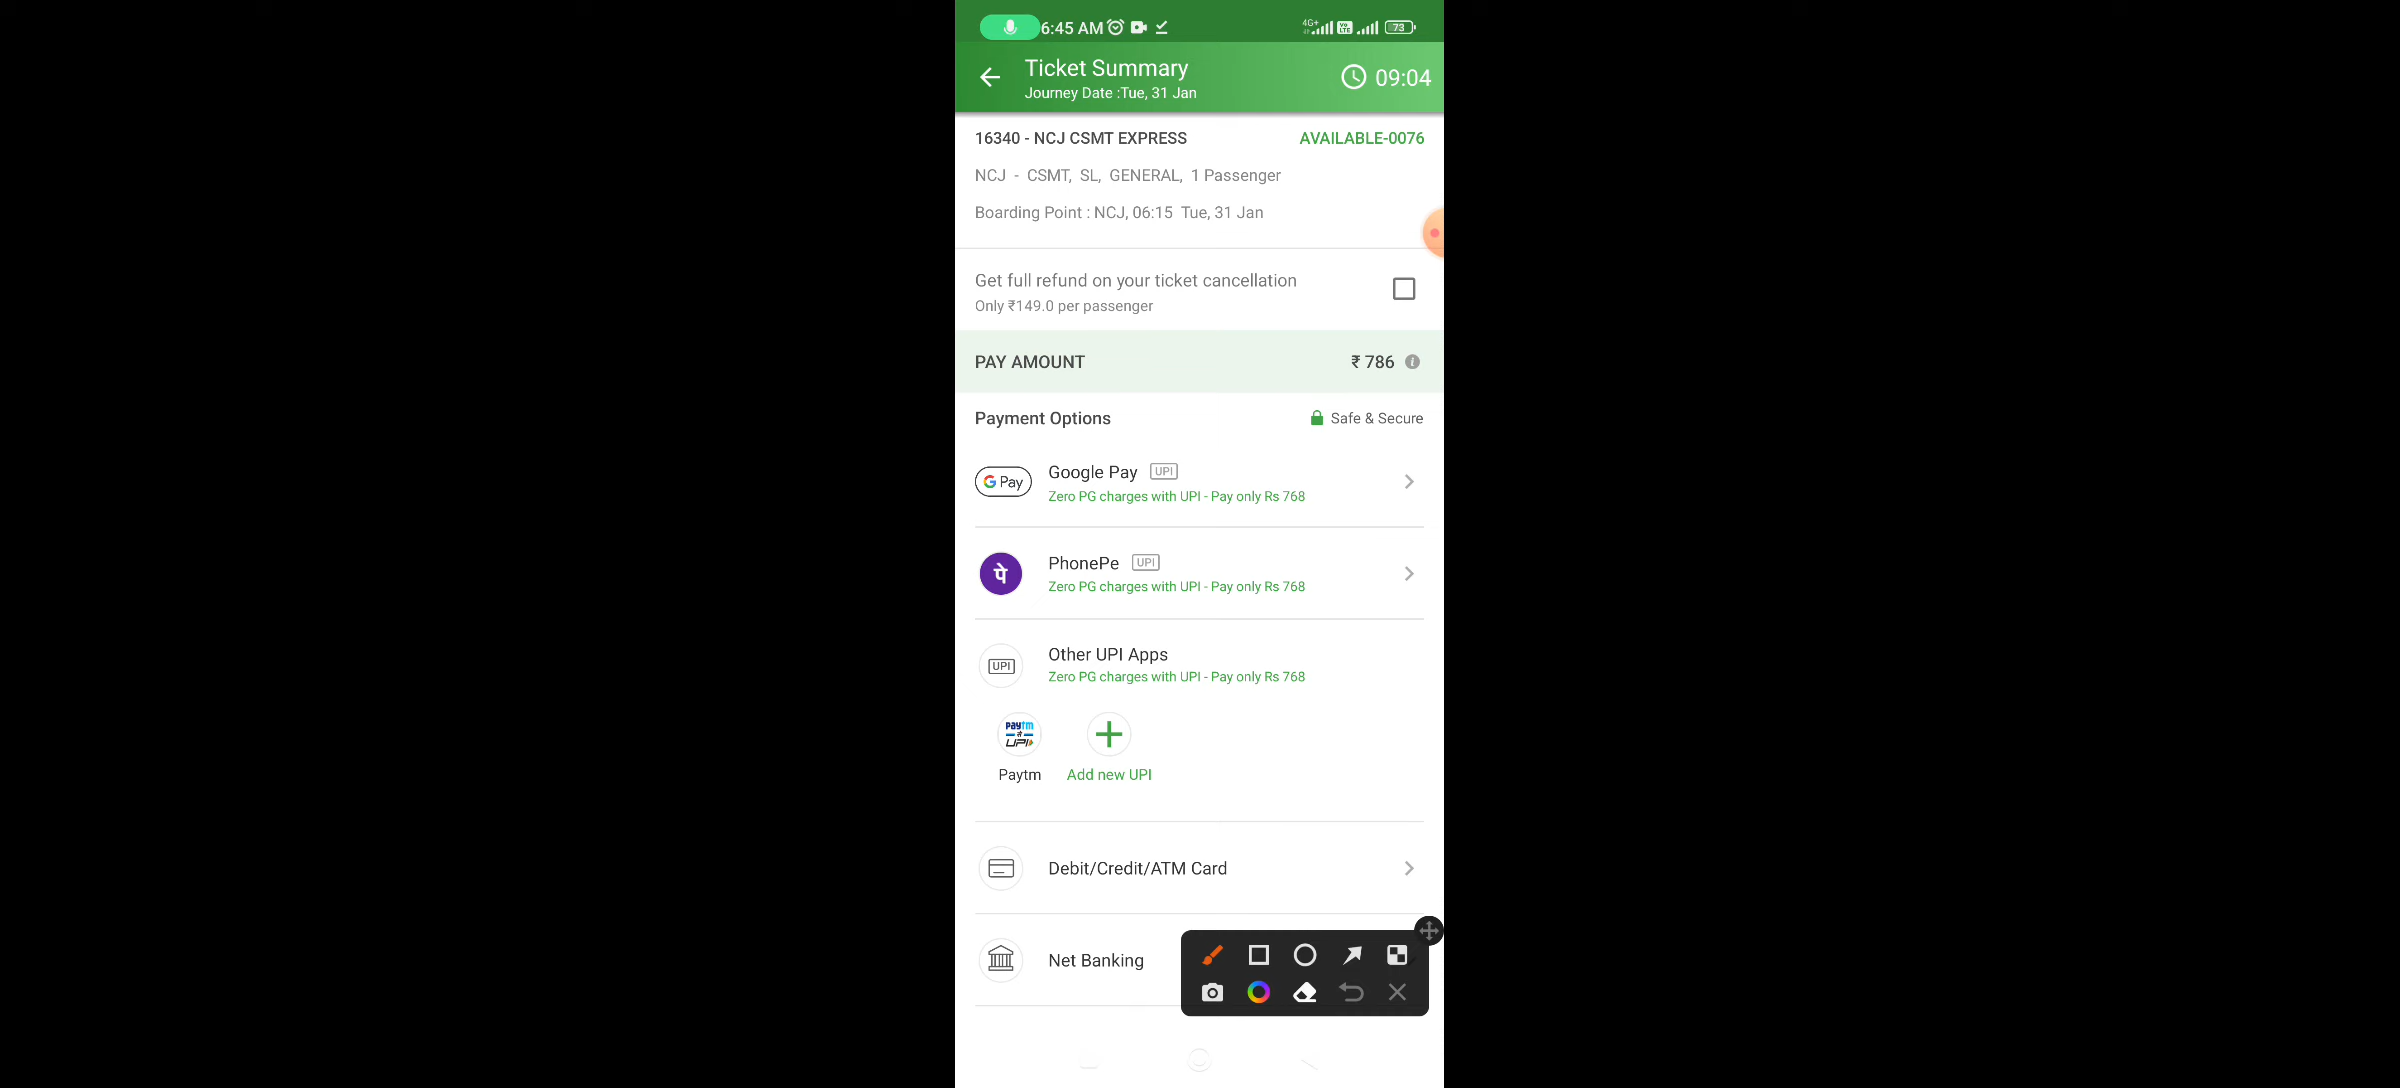 6:45 AM
4G+
Vo LTE
73
Ticket Summary
Journey Date :Tue, 31 Jan
09:04
16340 - NCJ CSMT EXPRESS
AVAILABLE-0076
NCJ - CSMT, SL, GENERAL, 1 Passenger
Boarding Point : NCJ, 06:15 Tue, 31 Jan
Get full refund on your ticket cancellation
Only ₹149.0 per passenger
PAY AMOUNT
₹ 786
Payment Options
Safe & Secure
G Pay
Google Pay UPI
Zero PG charges with UPI - Pay only Rs 768
पे
PhonePe UPI
Zero PG charges with UPI - Pay only Rs 768
UPI
Other UPI Apps
Zero PG charges with UPI - Pay only Rs 768
Paytm
UPI
Paytm
Add new UPI
Debit/Credit/ATM Card
Net Banking